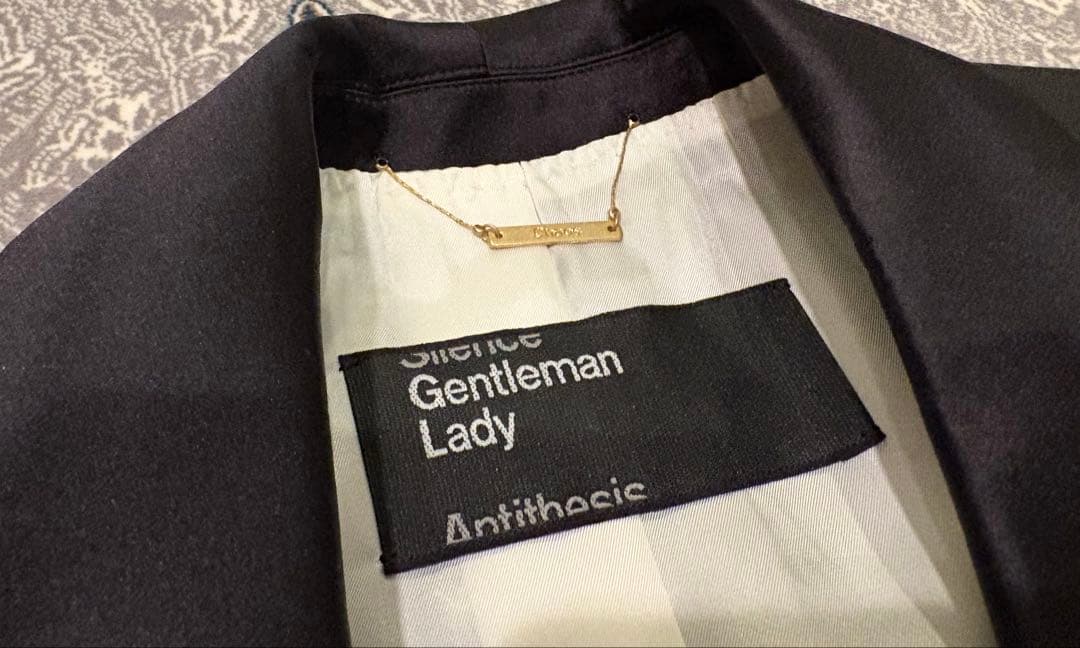 Silence
Gentleman
Lady
Antithesis